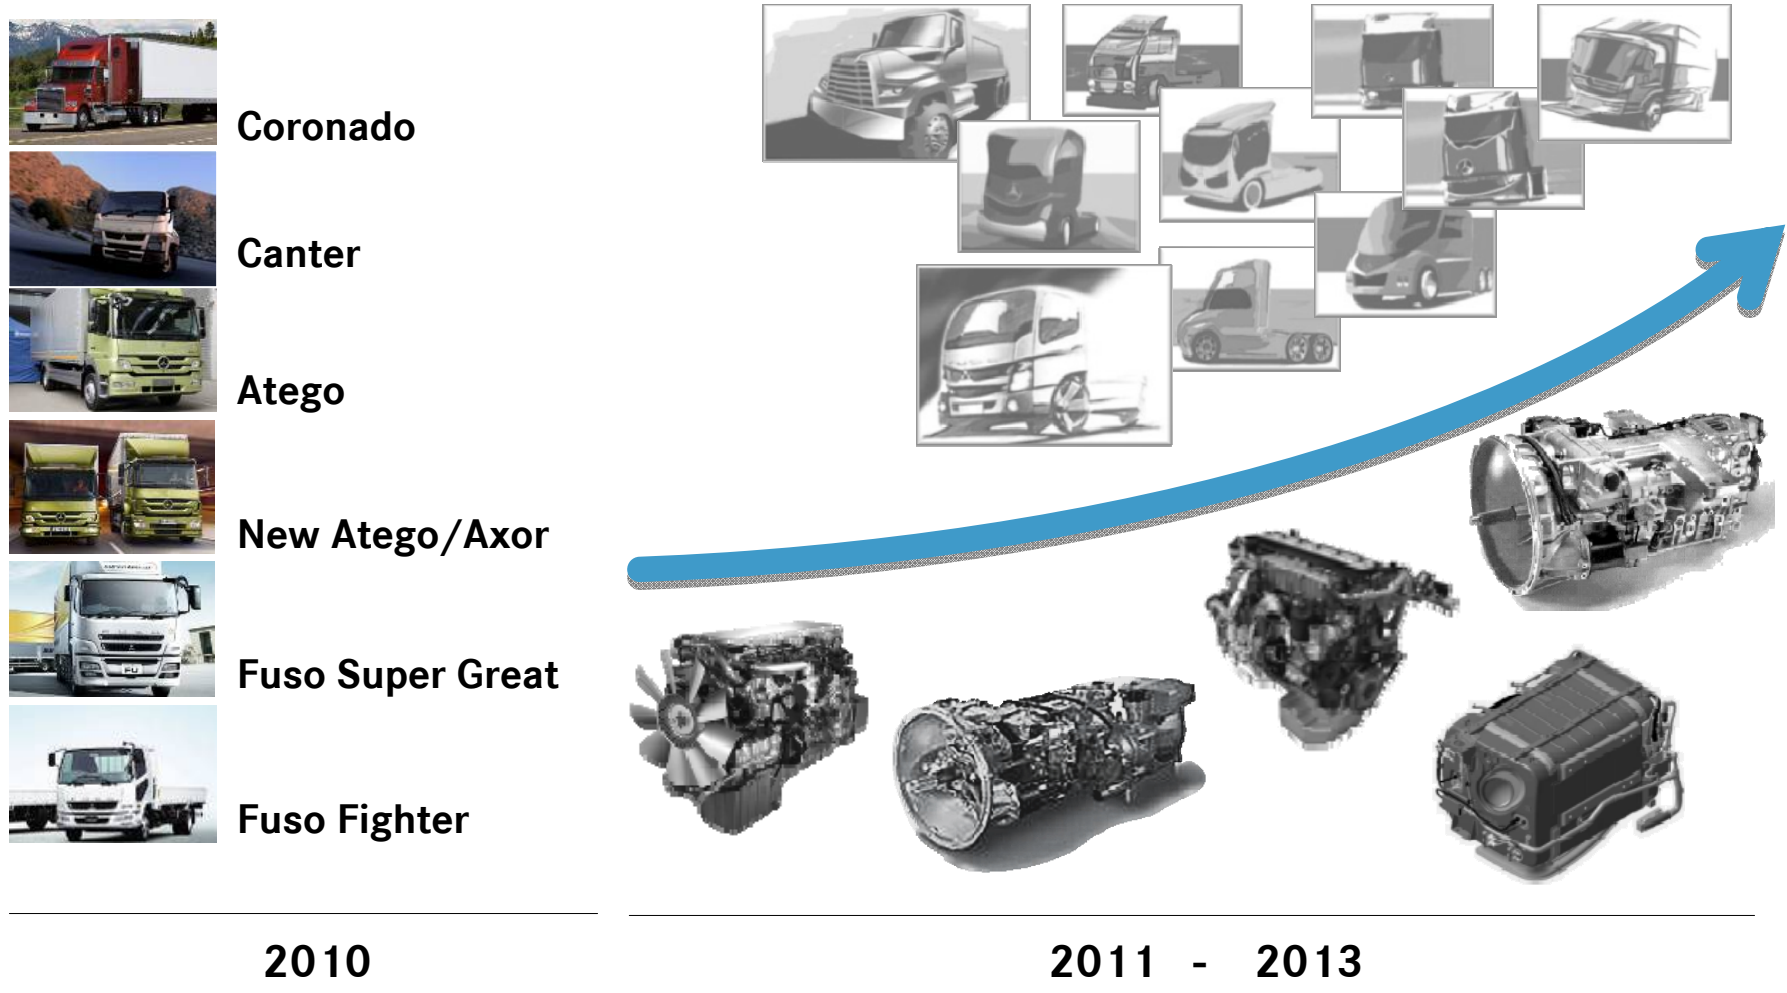 Coronado
Canter
Atego
New Atego/Axor
Fuso Super Great
Fuso Fighter
2010
2011 - 2013